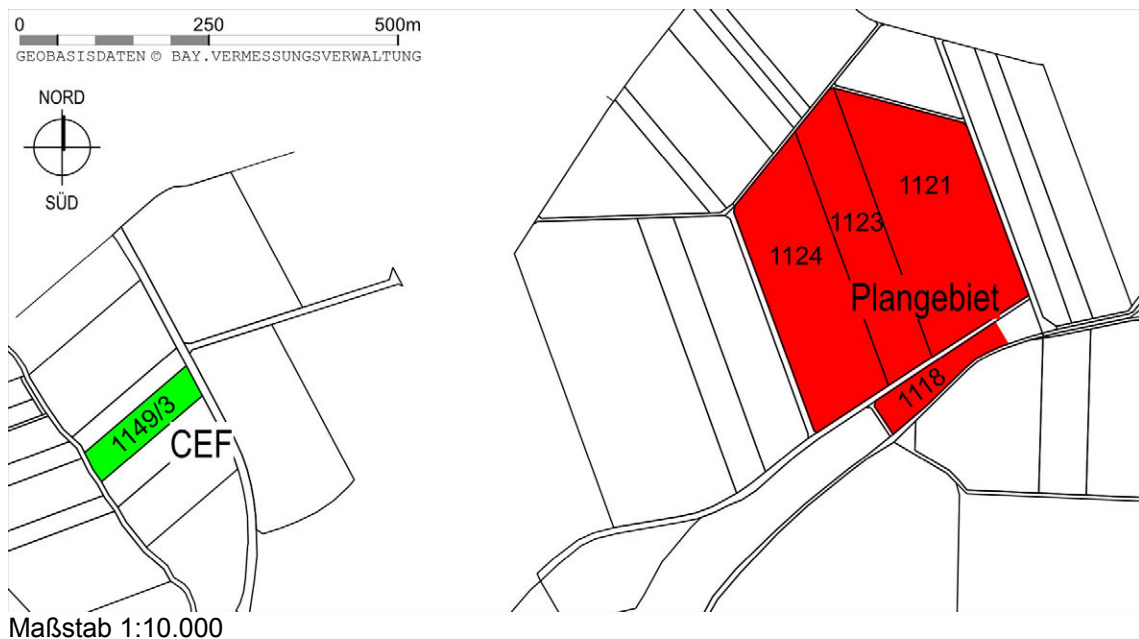 0 250 500m
GEOBASISDATEN © BAY.VERMESSUNGSVERWALTUNG
NORD
SÜD
1121
1123
1124
Plangebiet
1118
1149/3
CEF
Maßstab 1:10.000